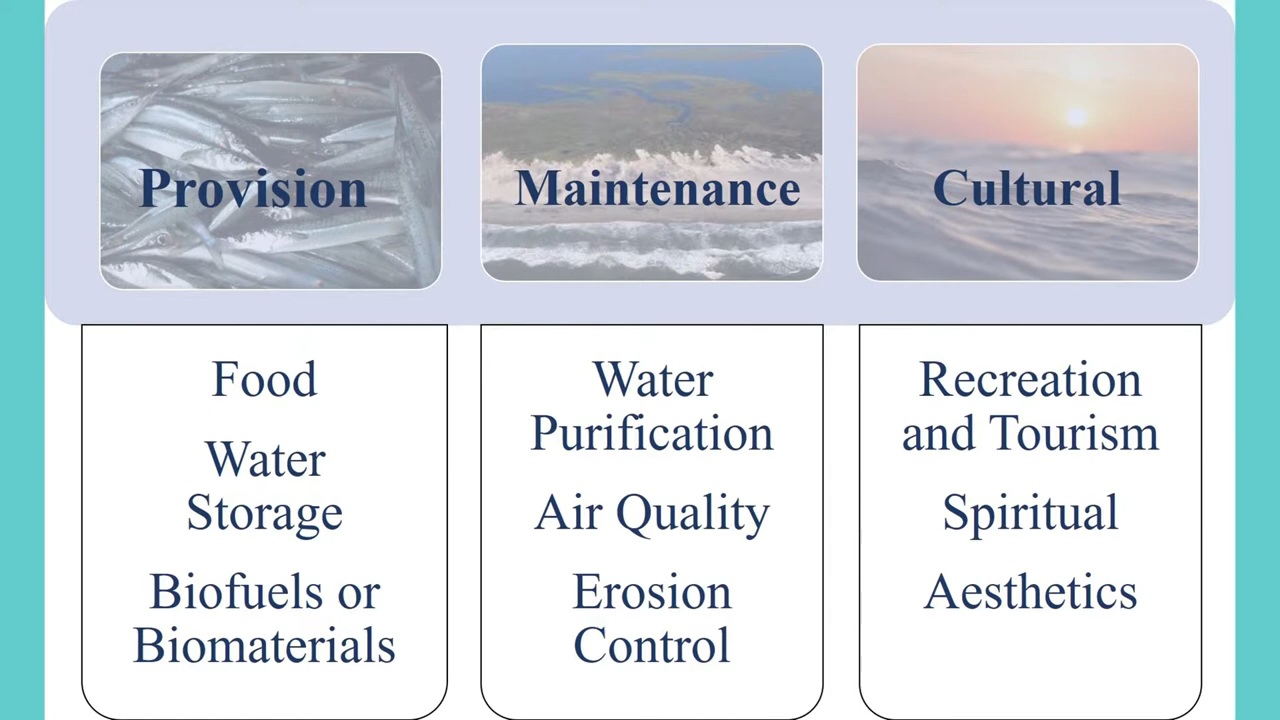 Provision
Maintenance
Cultural
Food
Water
Storage
Biofuels or
Biomaterials
Water
Purification
Air Quality
Erosion
Control
Recreation
and Tourism
Spiritual
Aesthetics